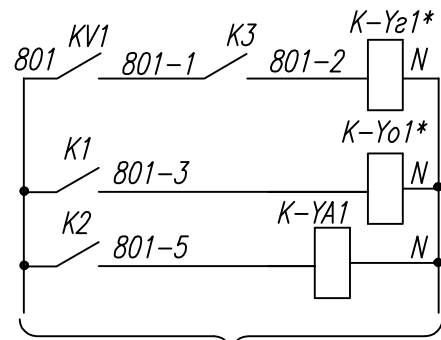 801 KV1 801-1 K3 801-2 K-Yг1* N
K1 801-3 K-Yo1* N
K2 801-5 K-YA1 N